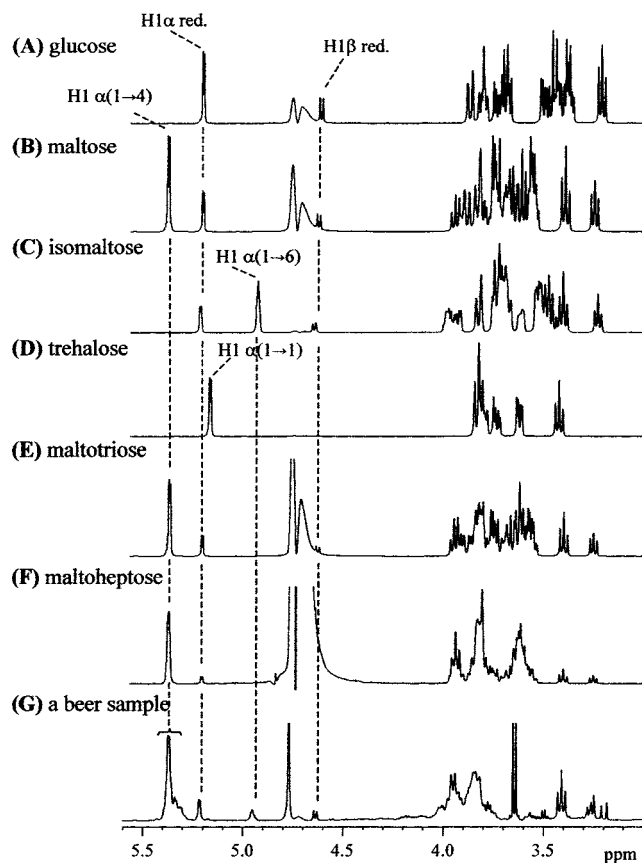 (A) glucose
H1α red.
H1β red.
H1 α(1→4)
(B) maltose
(C) isomaltose
H1 α(1→6)
(D) trehalose
H1 α(1→1)
(E) maltotriose
(F) maltoheptose
(G) a beer sample
5.5 5.0 4.5 4.0 3.5 ppm